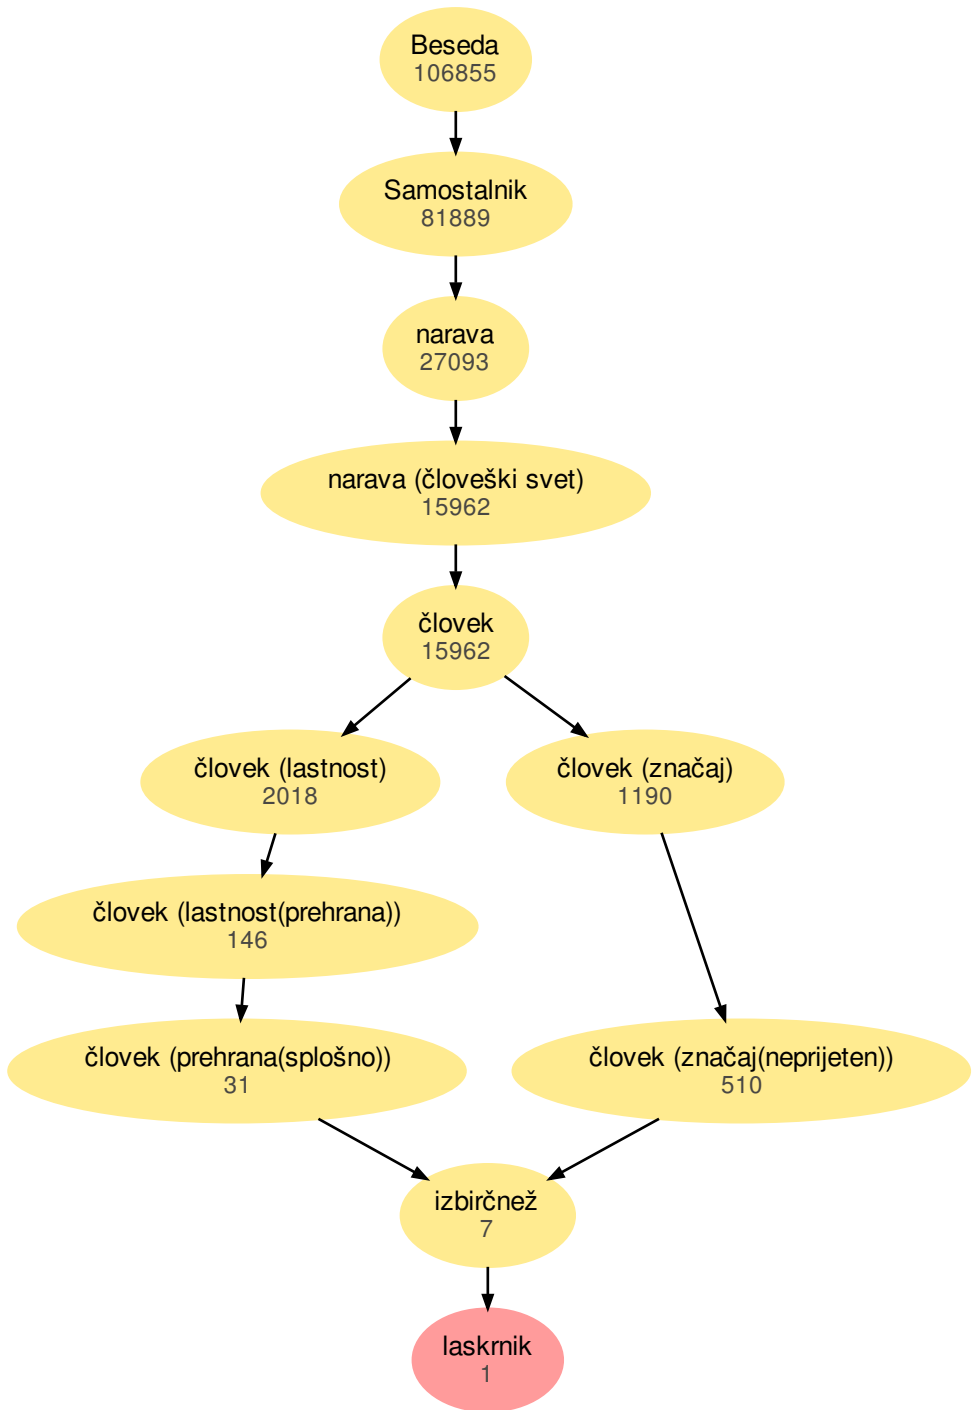 Beseda
106855
Samostalnik
81889
narava
27093
narava (človeški svet)
15962
človek
15962
človek (lastnost)
2018
človek (značaj)
1190
človek (lastnost(prehrana))
146
človek (prehrana(splošno))
31
človek (značaj(neprijeten))
510
izbirčnež
7
laskrnik
1